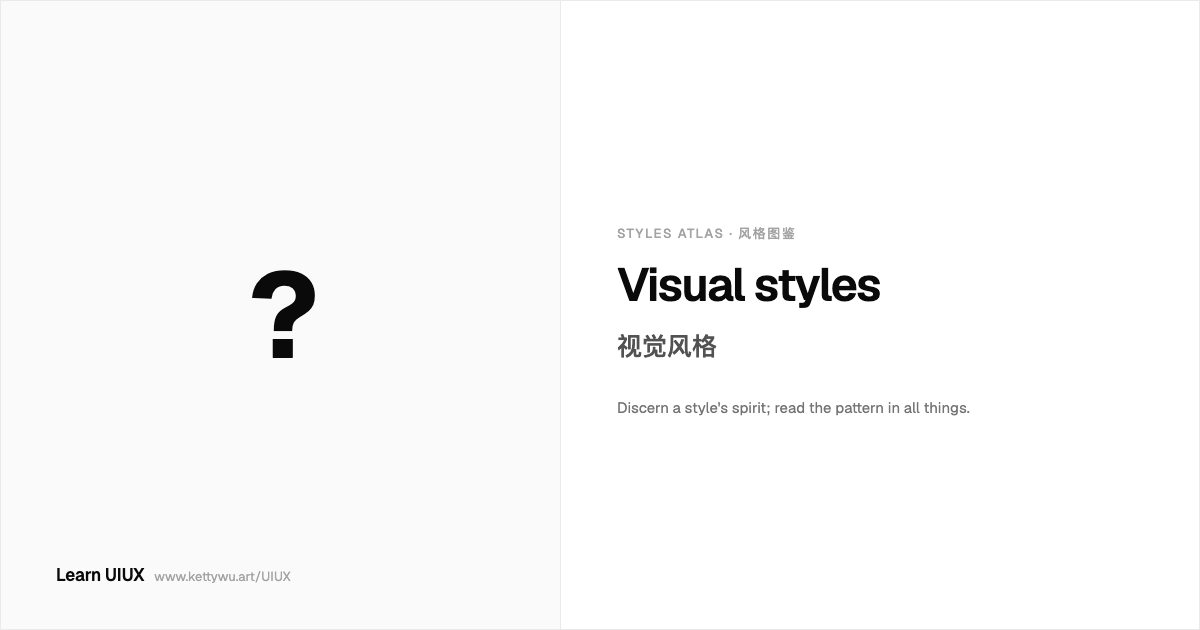 ?
Learn UIUX www.kettywu.art/UIUX
STYLES ATLAS · 风格图鉴
Visual styles
视觉风格
Discern a style's spirit; read the pattern in all things.